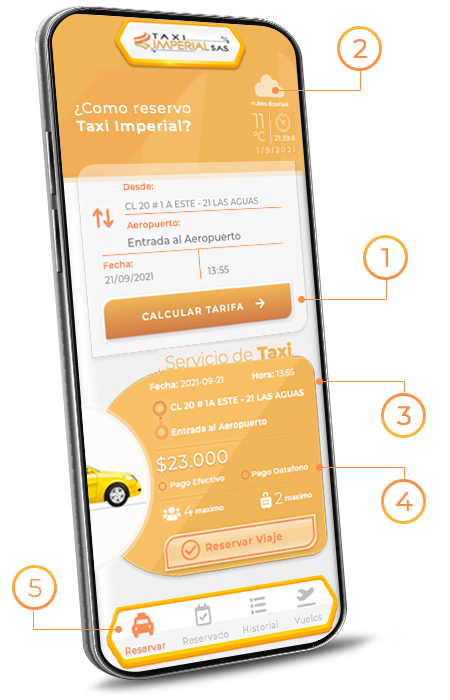 TAXI
IMPERIAL S.A.S.
2
Nubes dipersas
¿Como reservo
Taxi Imperial?
11
°C
21:39:8
1/9/2021
Desde:
CL 20 # 1 A ESTE - 21 LAS AGUAS
Aeropuerto:
Entrada al Aeropuerto
Fecha:
21/09/2021
13:55
1
CALCULAR TARIFA →
Servicio de Taxi
Fecha: 2021-09-21 Hora: 13:55
CL 20 # 1A ESTE - 21 LAS AGUAS
3
Entrada al Aeropuerto
$23.000
Pago Efectivo
Pago Datafono
4
4 maximo
2 maximo
Reservar Viaje
5
Reservar
Reservado
Historial
Vuelos